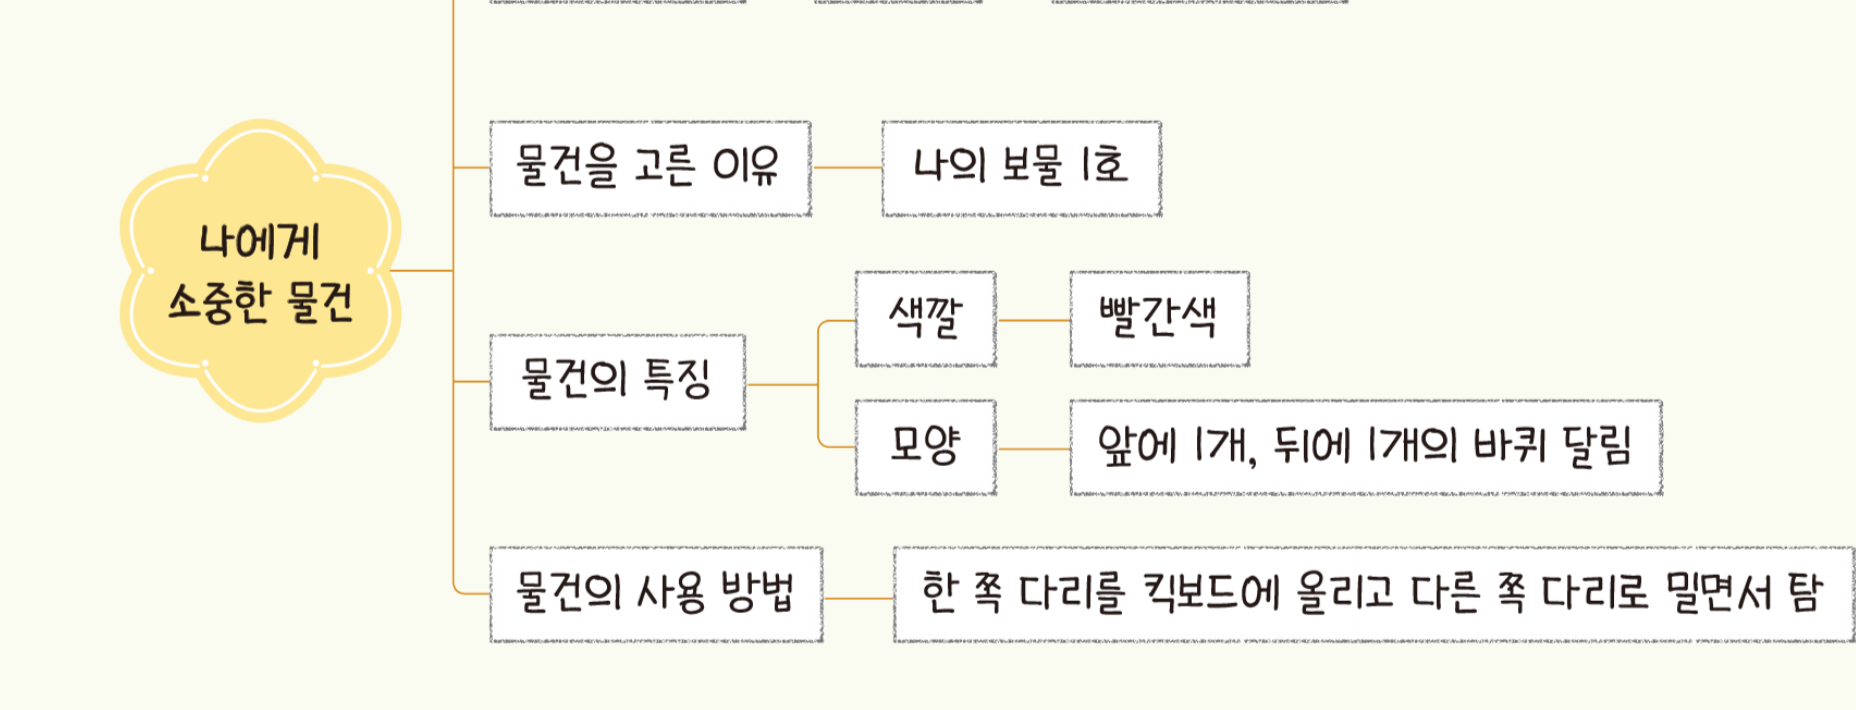 나에게
소중한 물건
물건을 고른 이유
나의 보물 1호
물건의 특징
색깔
빨간색
모양
앞에 1개, 뒤에 1개의 바퀴 달림
물건의 사용 방법
한 쪽 다리를 킥보드에 올리고 다른 쪽 다리로 밀면서 탐